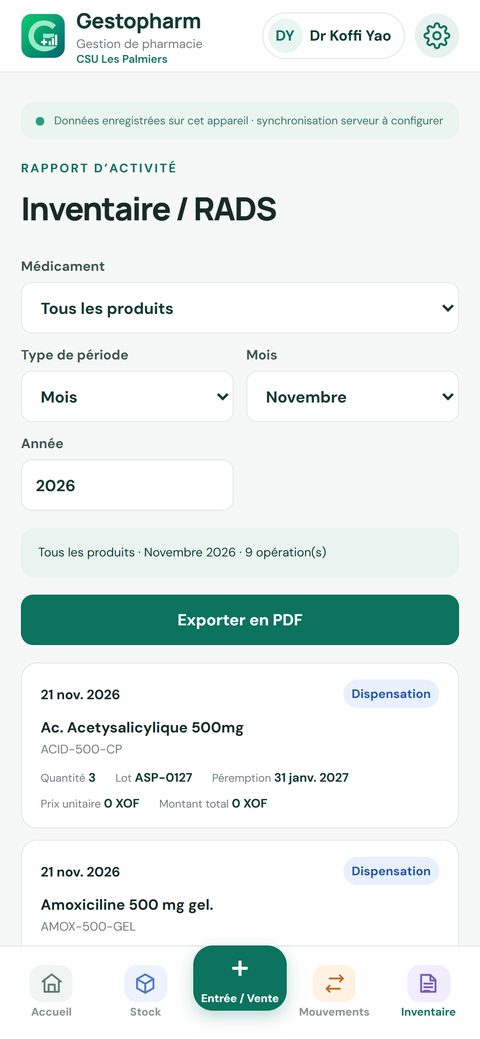 Gestopharm
Gestion de pharmacie
CSU Les Palmiers
DY Dr Koffi Yao
Données enregistrées sur cet appareil · synchronisation serveur à configurer
RAPPORT D’ACTIVITÉ
Inventaire / RADS
Médicament
Tous les produits
Type de période Mois
Mois Novembre
Année
2026
Tous les produits · Novembre 2026 · 9 opération(s)
Exporter en PDF
21 nov. 2026 Dispensation
Ac. Acetysalicylique 500mg
ACID-500-CP
Quantité 3 Lot ASP-0127 Péremption 31 janv. 2027
Prix unitaire 0 XOF Montant total 0 XOF
21 nov. 2026 Dispensation
Amoxiciline 500 mg gel.
AMOX-500-GEL
+
Entrée / Vente
Accueil Stock Mouvements Inventaire